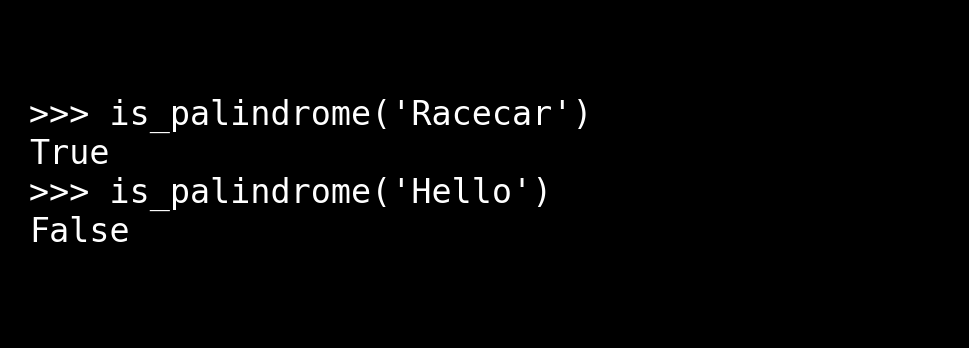 >>> is_palindrome('Racecar')
True
>>> is_palindrome('Hello')
False